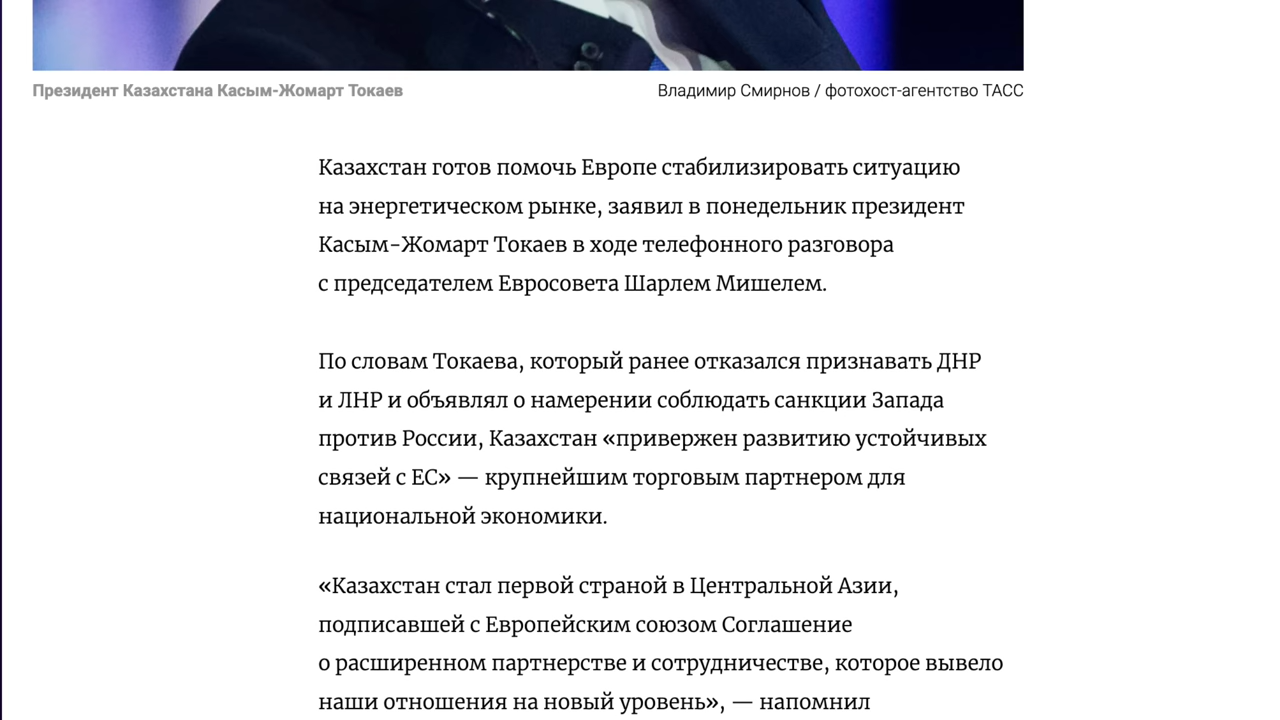 Президент Казахстана Касым-Жомарт Токаев
Владимир Смирнов / фотохост-агентство ТАСС
Казахстан готов помочь Европе стабилизировать ситуацию
на энергетическом рынке, заявил в понедельник президент
Касым-Жомарт Токаев в ходе телефонного разговора
с председателем Евросовета Шарлем Мишелем.
По словам Токаева, который ранее отказался признавать ДНР
и ЛНР и объявлял о намерении соблюдать санкции Запада
против России, Казахстан «привержен развитию устойчивых
связей с ЕС» — крупнейшим торговым партнером для
национальной экономики.
«Казахстан стал первой страной в Центральной Азии,
подписавшей с Европейским союзом Соглашение
о расширенном партнерстве и сотрудничестве, которое вывело
наши отношения на новый уровень», — напомнил